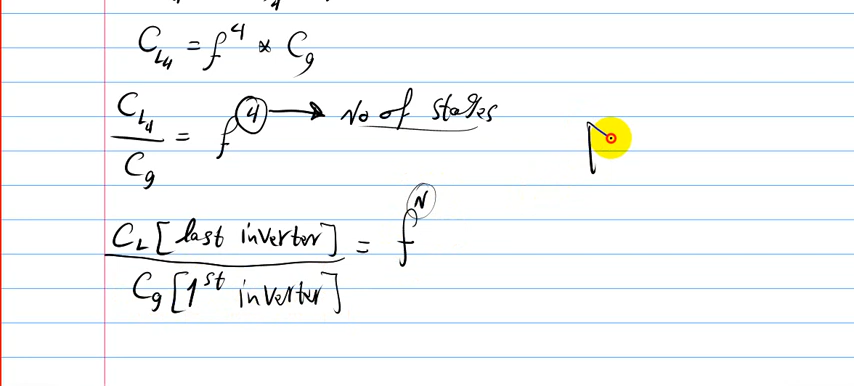 C_L4 = f^4 * C_g
C_L4 / C_g = f^4 → No of stages
C_L [last inverter] / C_g [1st inverter] = f^N